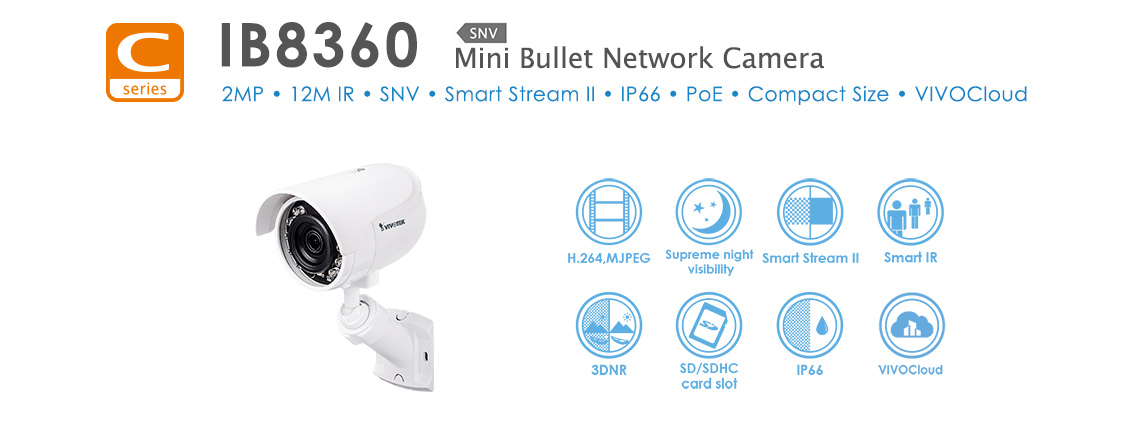 C
series
IB8360
SNV
Mini Bullet Network Camera
2MP • 12M IR • SNV • Smart Stream II • IP66 • PoE • Compact Size • VIVOCloud
VIVOTEK
H.264,MJPEG
Supreme night
visibility
Smart Stream II
Smart IR
3DNR
SD/SDHC
card slot
IP66
VIVOCloud